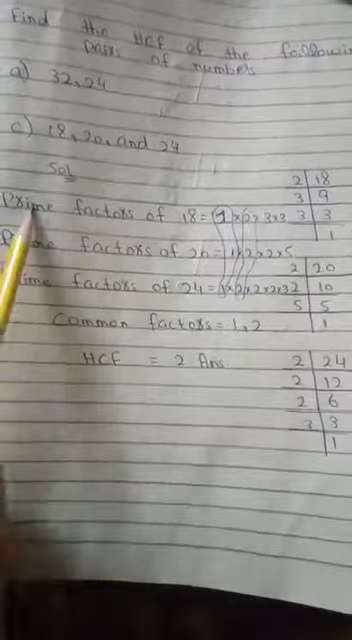 Find the HCF of the followin
pairs of numbers
a) 32, 24
c) 18, 20, and 24
Sol
2 | 18
3 | 9
3 | 3
1
Prime factors of 18 = 1×2×3×3
Prime factors of 20 = 1×2×2×5
2 | 20
2 | 10
5 | 5
1
ime factors of 24 = 1×2×2×2×3
Common factors = 1, 2
HCF = 2 Ans.
2 | 24
2 | 12
2 | 6
3 | 3
1